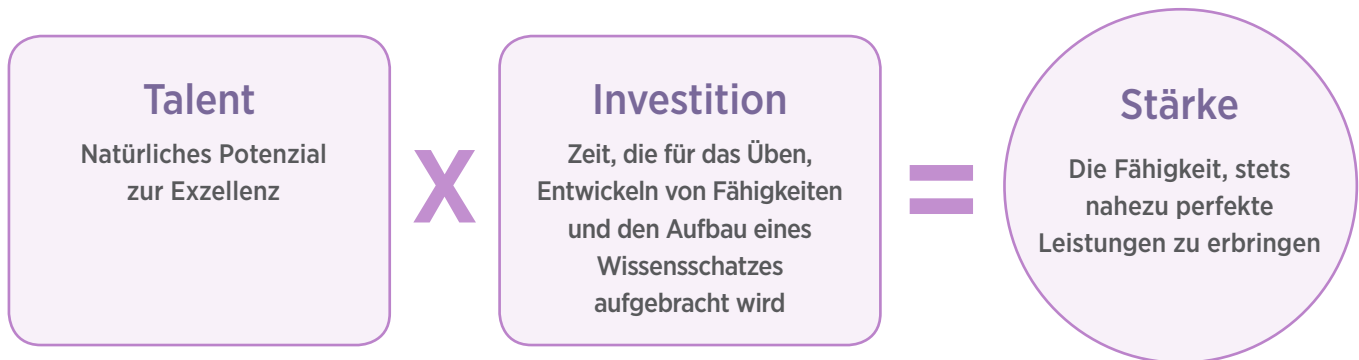 Talent
Natürliches Potenzial
zur Exzellenz
X
Investition
Zeit, die für das Üben,
Entwickeln von Fähigkeiten
und den Aufbau eines
Wissensschatzes
aufgebracht wird
=
Stärke
Die Fähigkeit, stets
nahezu perfekte
Leistungen zu erbringen